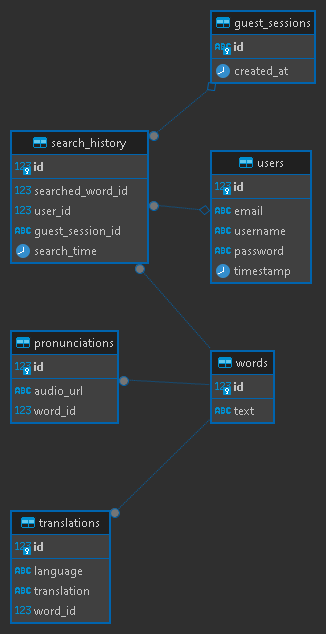 guest_sessions
ABC id
created_at
search_history
123 id
123 searched_word_id
123 user_id
ABC guest_session_id
search_time
users
123 id
ABC email
ABC username
ABC password
timestamp
pronunciations
123 id
ABC audio_url
123 word_id
words
123 id
ABC text
translations
123 id
ABC language
ABC translation
123 word_id